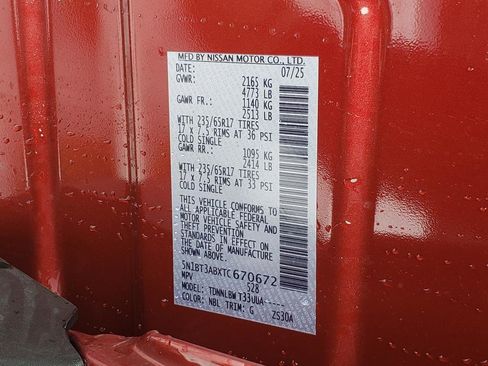 MFD BY NISSAN MOTOR CO., LTD.
DATE: 07/25
GVWR: 2165 KG
4773 LB
GAWR FR.: 1140 KG
2513 LB
WITH 235/65R17 TIRES
17 x 7.5 RIMS AT 36 PSI
COLD SINGLE
GAWR RR.: 1095 KG
2414 LB
WITH 235/65R17 TIRES
17 x 7.5 RIMS AT 33 PSI
COLD SINGLE
THIS VEHICLE CONFORMS TO
ALL APPLICABLE FEDERAL
MOTOR VEHICLE SAFETY AND
THEFT PREVENTION
STANDARDS IN EFFECT ON
THE DATE OF MANUFACTURE
SHOWN ABOVE.
5N1BT3ABXTC670672
MPV 528
MODEL: TDNNLBW T33UUA-----
COLOR: NBL TRIM: G ZS30A